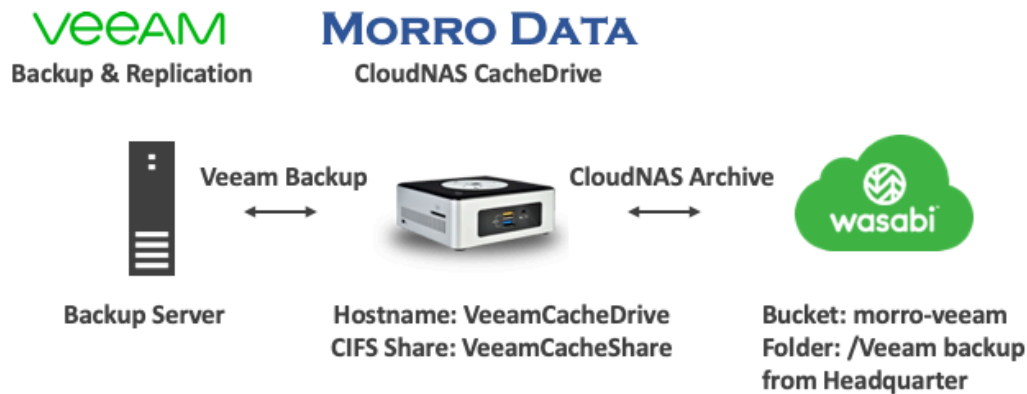 veeam
MORRO DATA
Backup & Replication
CloudNAS CacheDrive
Veeam Backup
CloudNAS Archive
wasabi
Backup Server
Hostname: VeeamCacheDrive
CIFS Share: VeeamCacheShare
Bucket: morro-veeam
Folder: /Veeam backup
from Headquarter